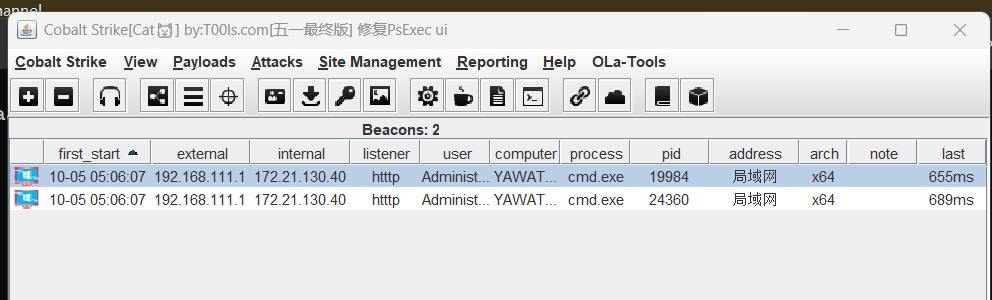 hannel
Cobalt Strike[Cat🐱] by:T00ls.com[五一最终版] 修复PsExec ui
Cobalt Strike View Payloads Attacks Site Management Reporting Help OLa-Tools
Beacons: 2
first_start external internal listener user computer process pid address arch note last
10-05 05:06:07 192.168.111.1 172.21.130.40 htttp Administ... YAWAT... cmd.exe 19984 局域网 x64 655ms
10-05 05:06:07 192.168.111.1 172.21.130.40 htttp Administ... YAWAT... cmd.exe 24360 局域网 x64 689ms